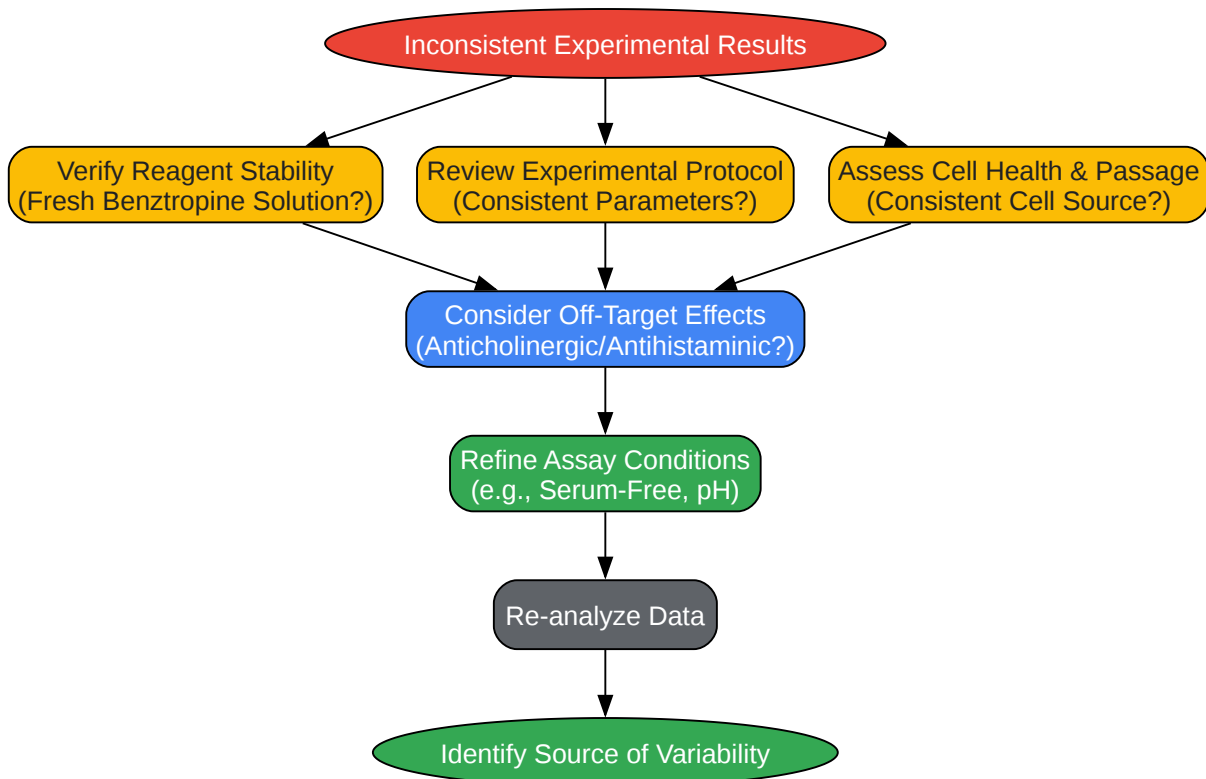 Inconsistent Experimental Results
Verify Reagent Stability
(Fresh Benztropine Solution?)
Review Experimental Protocol
(Consistent Parameters?)
Assess Cell Health & Passage
(Consistent Cell Source?)
Consider Off-Target Effects
(Anticholinergic/Antihistaminic?)
Refine Assay Conditions
(e.g., Serum-Free, pH)
Re-analyze Data
Identify Source of Variability